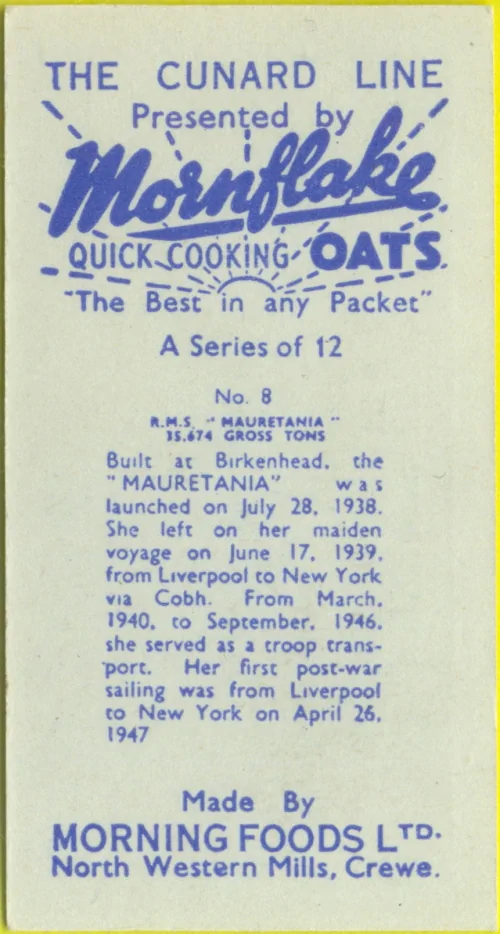 THE CUNARD LINE
Presented by
Mornflake
QUICK COOKING OATS
"The Best in any Packet"
A Series of 12
No. 8
R.M.S. "MAURETANIA"
35,674 GROSS TONS
Built at Birkenhead, the
"MAURETANIA" was
launched on July 28, 1938.
She left on her maiden
voyage on June 17, 1939,
from Liverpool to New York
via Cobh. From March,
1940, to September, 1946,
she served as a troop trans-
port. Her first post-war
sailing was from Liverpool
to New York on April 26,
1947
Made By
MORNING FOODS LTD.
North Western Mills, Crewe.